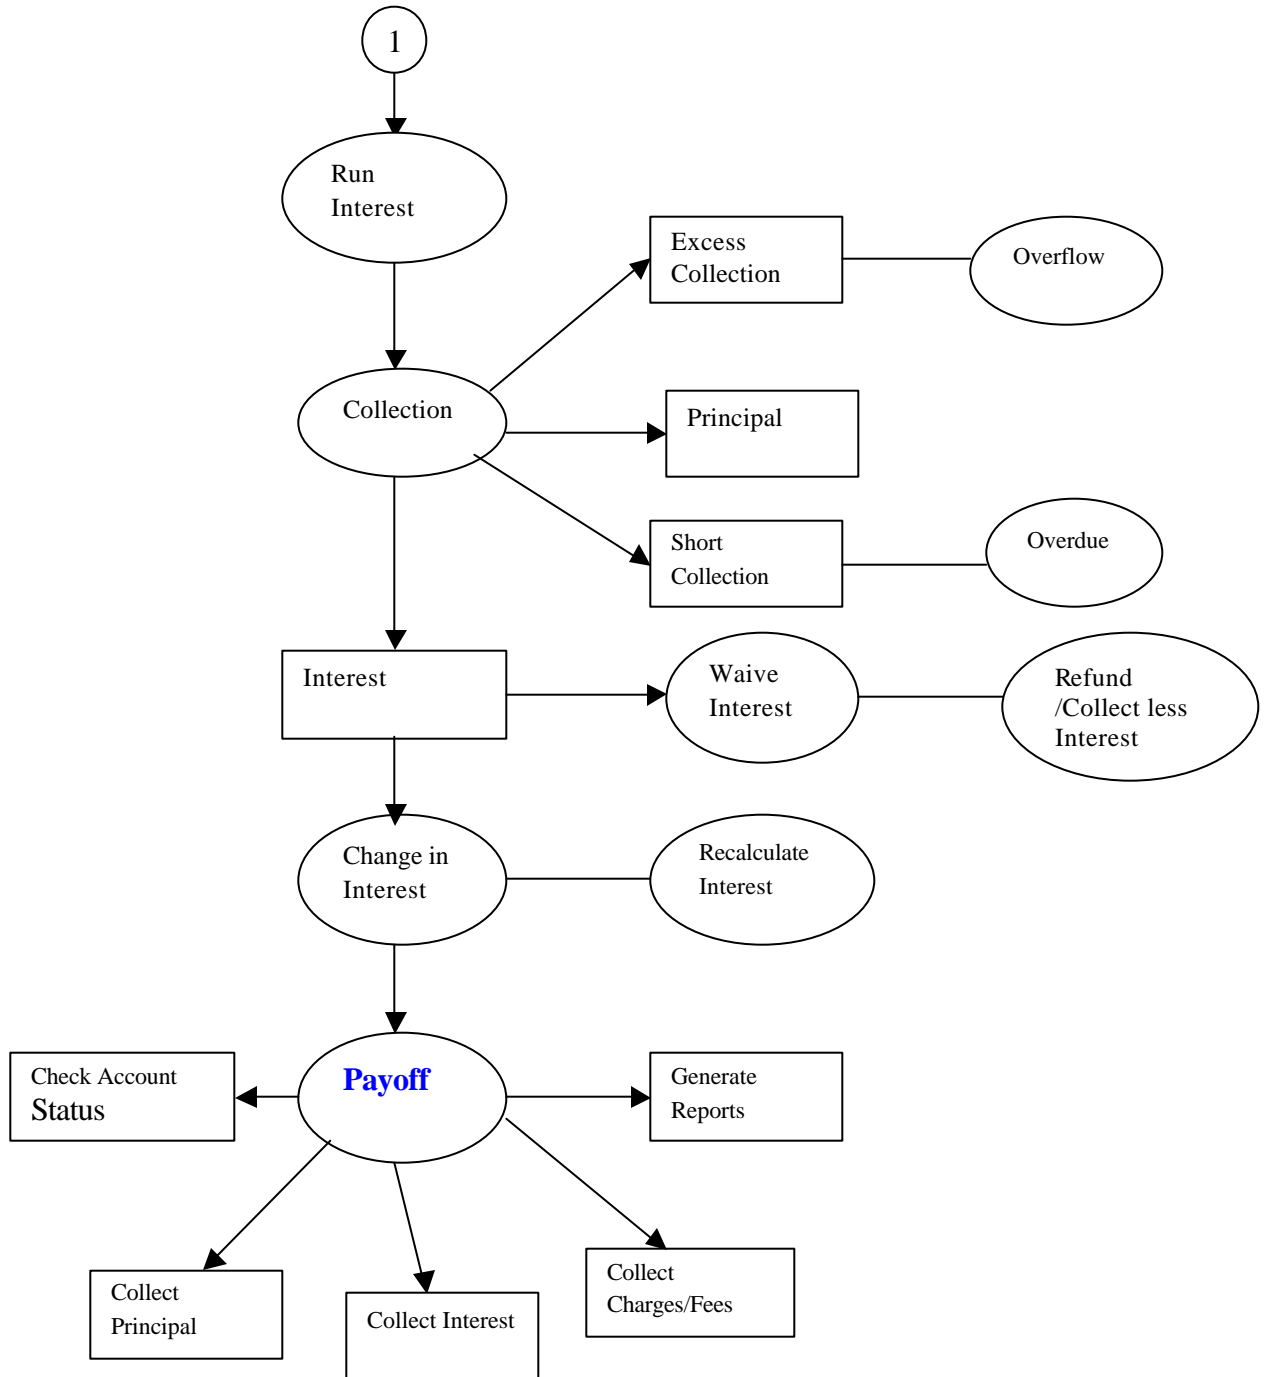 1
Run
Interest
Excess
Collection
Overflow
Collection
Principal
Short
Collection
Overdue
Interest
Waive
Interest
Refund
/Collect less
Interest
Change in
Interest
Recalculate
Interest
Check Account
Status
Payoff
Generate
Reports
Collect
Principal
Collect Interest
Collect
Charges/Fees